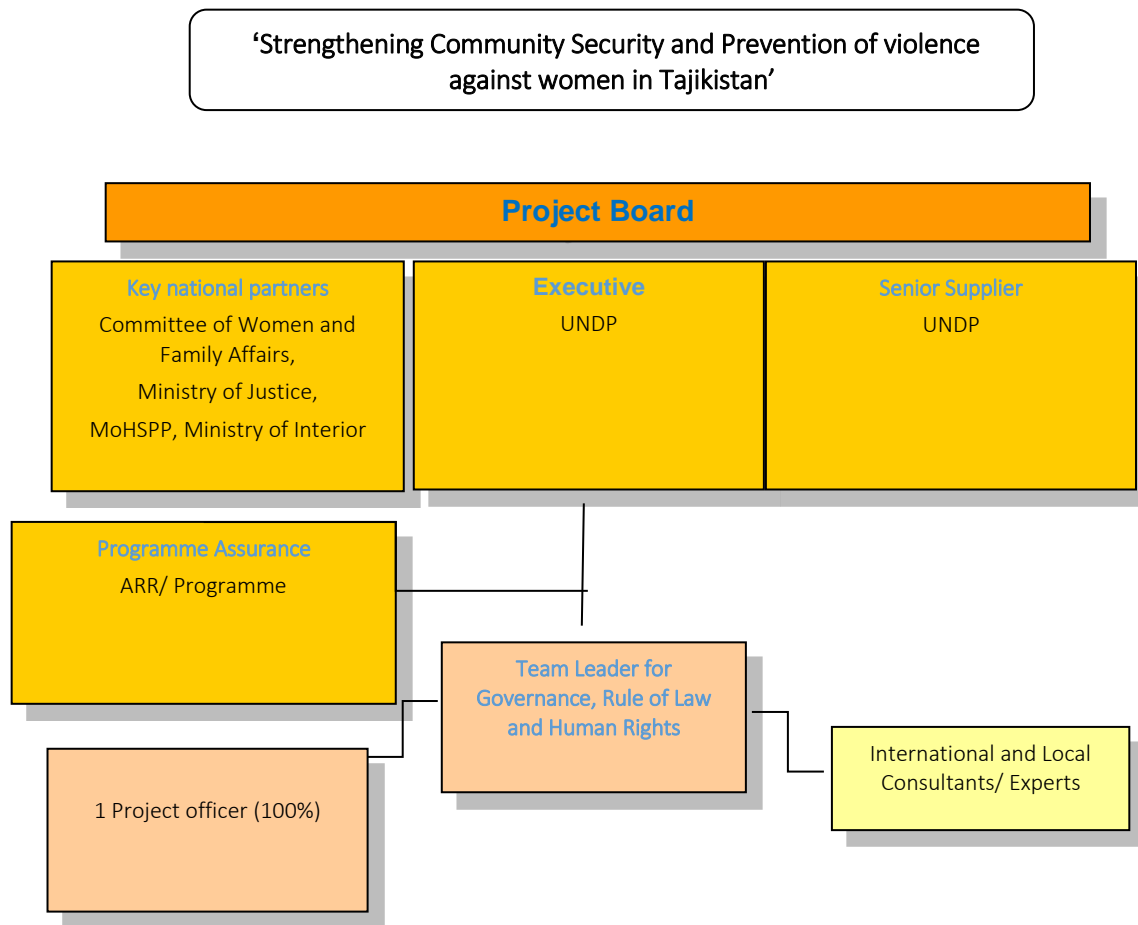 ‘Strengthening Community Security and Prevention of violence
against women in Tajikistan’
Project Board
Key national partners
Committee of Women and
Family Affairs,
Ministry of Justice,
MoHSPP, Ministry of Interior
Executive
UNDP
Senior Supplier
UNDP
Programme Assurance
ARR/ Programme
Team Leader for
Governance, Rule of Law
and Human Rights
1 Project officer (100%)
International and Local
Consultants/ Experts